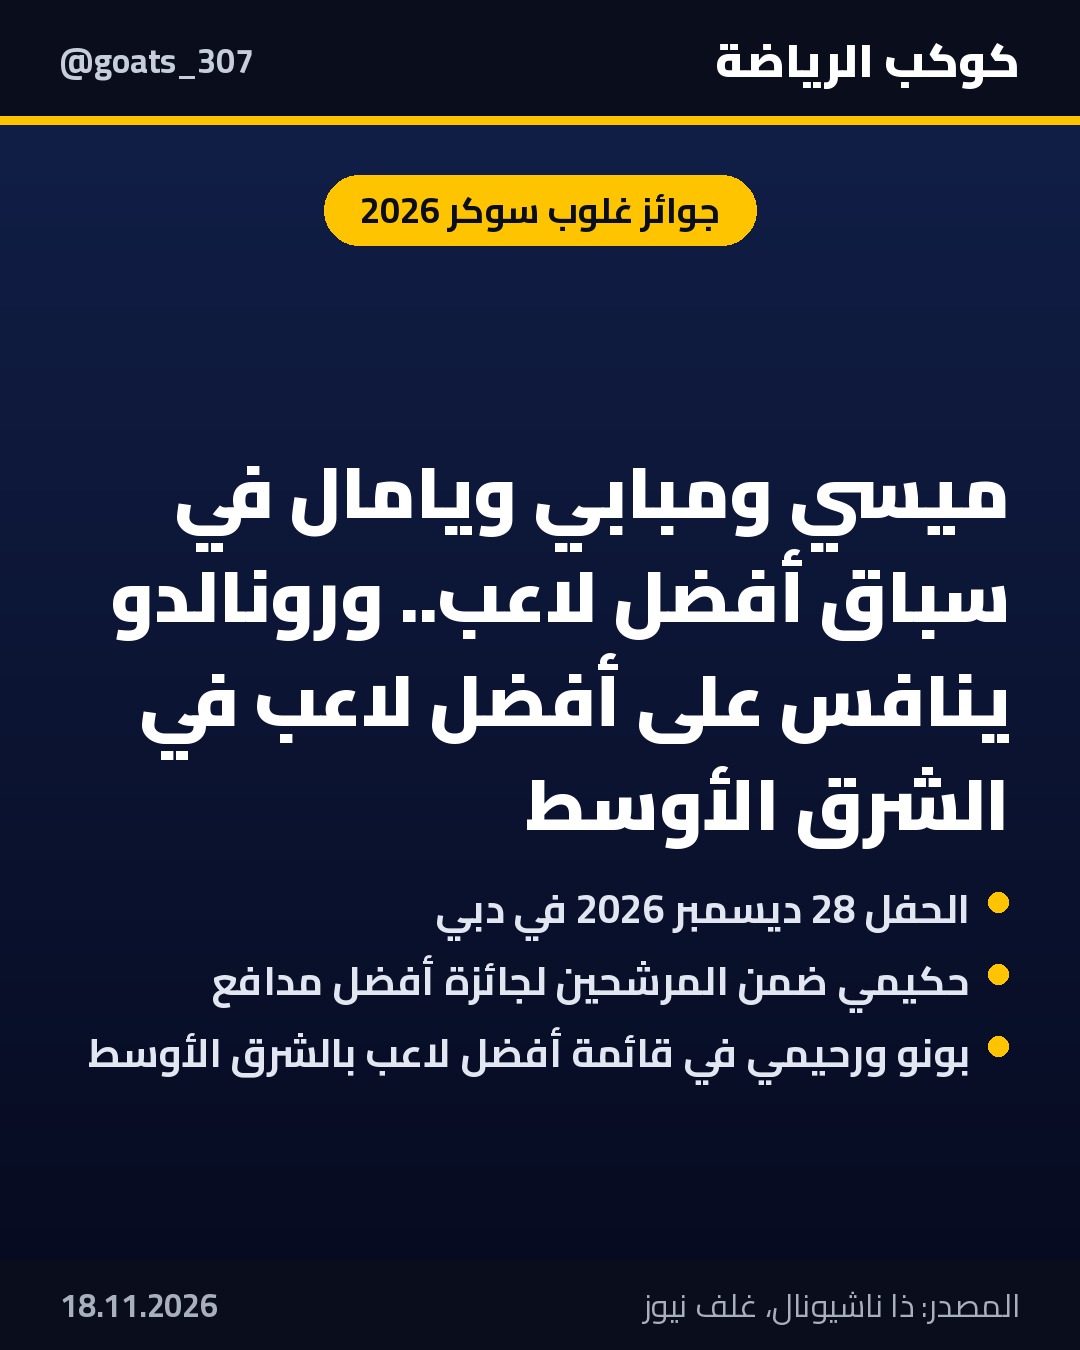 كوكب الرياضة
@goats_307
جوائز غلوب سوكر 2026
ميسي ومبابي ويامال في
سباق أفضل لاعب.. ورونالدو
ينافس على أفضل لاعب في
الشرق الأوسط
الحفل 28 ديسمبر 2026 في دبي
حكيمي ضمن المرشحين لجائزة أفضل مدافع
بونو ورحيمي في قائمة أفضل لاعب بالشرق الأوسط
المصدر: ذا ناشيونال، غلف نيوز
18.11.2026